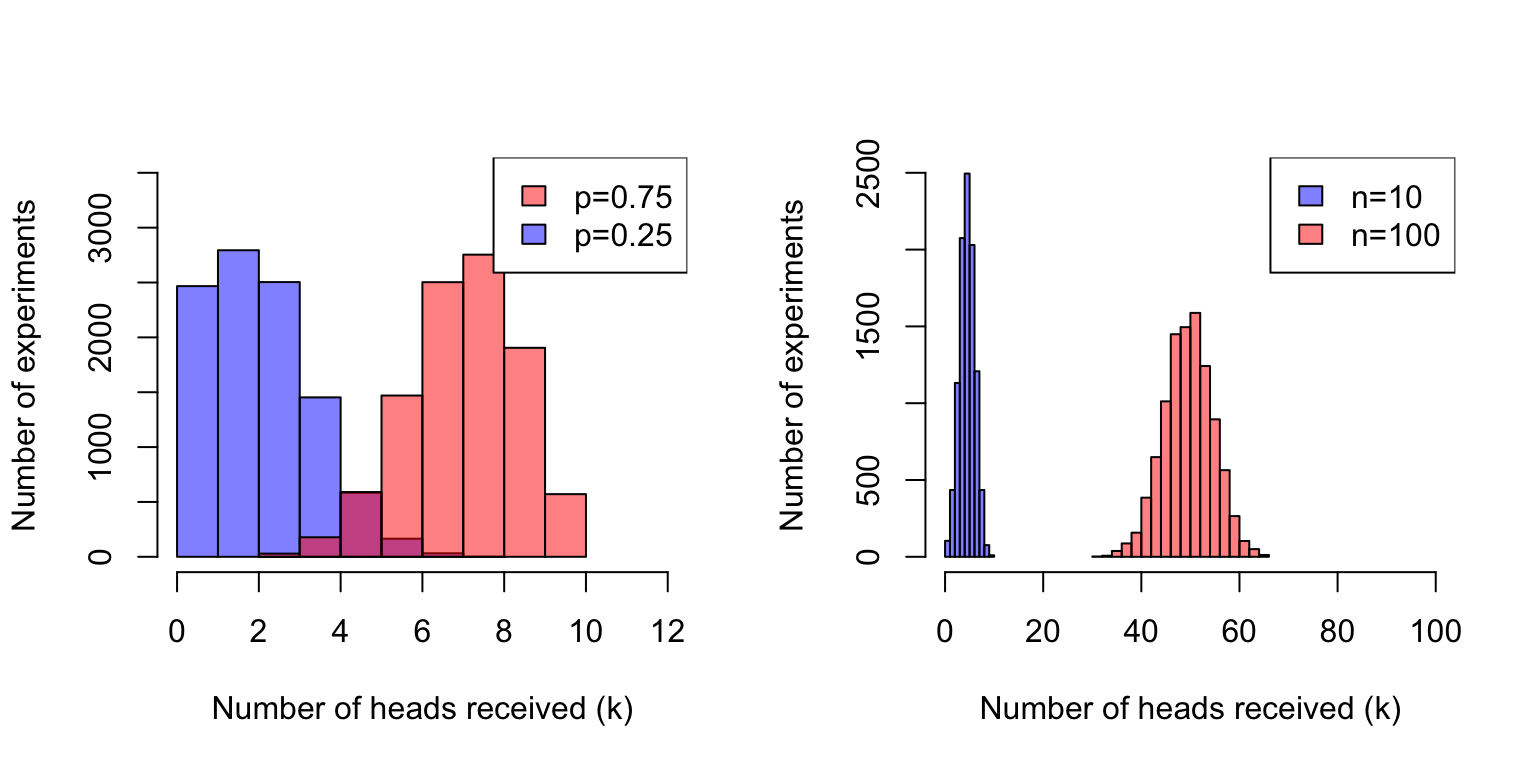 Number of experiments
3000
2000
1000
0
p=0.75
p=0.25
0 2 4 6 8 10 12
Number of heads received (k)
Number of experiments
2500
1500
500
0
n=10
n=100
0 20 40 60 80 100
Number of heads received (k)